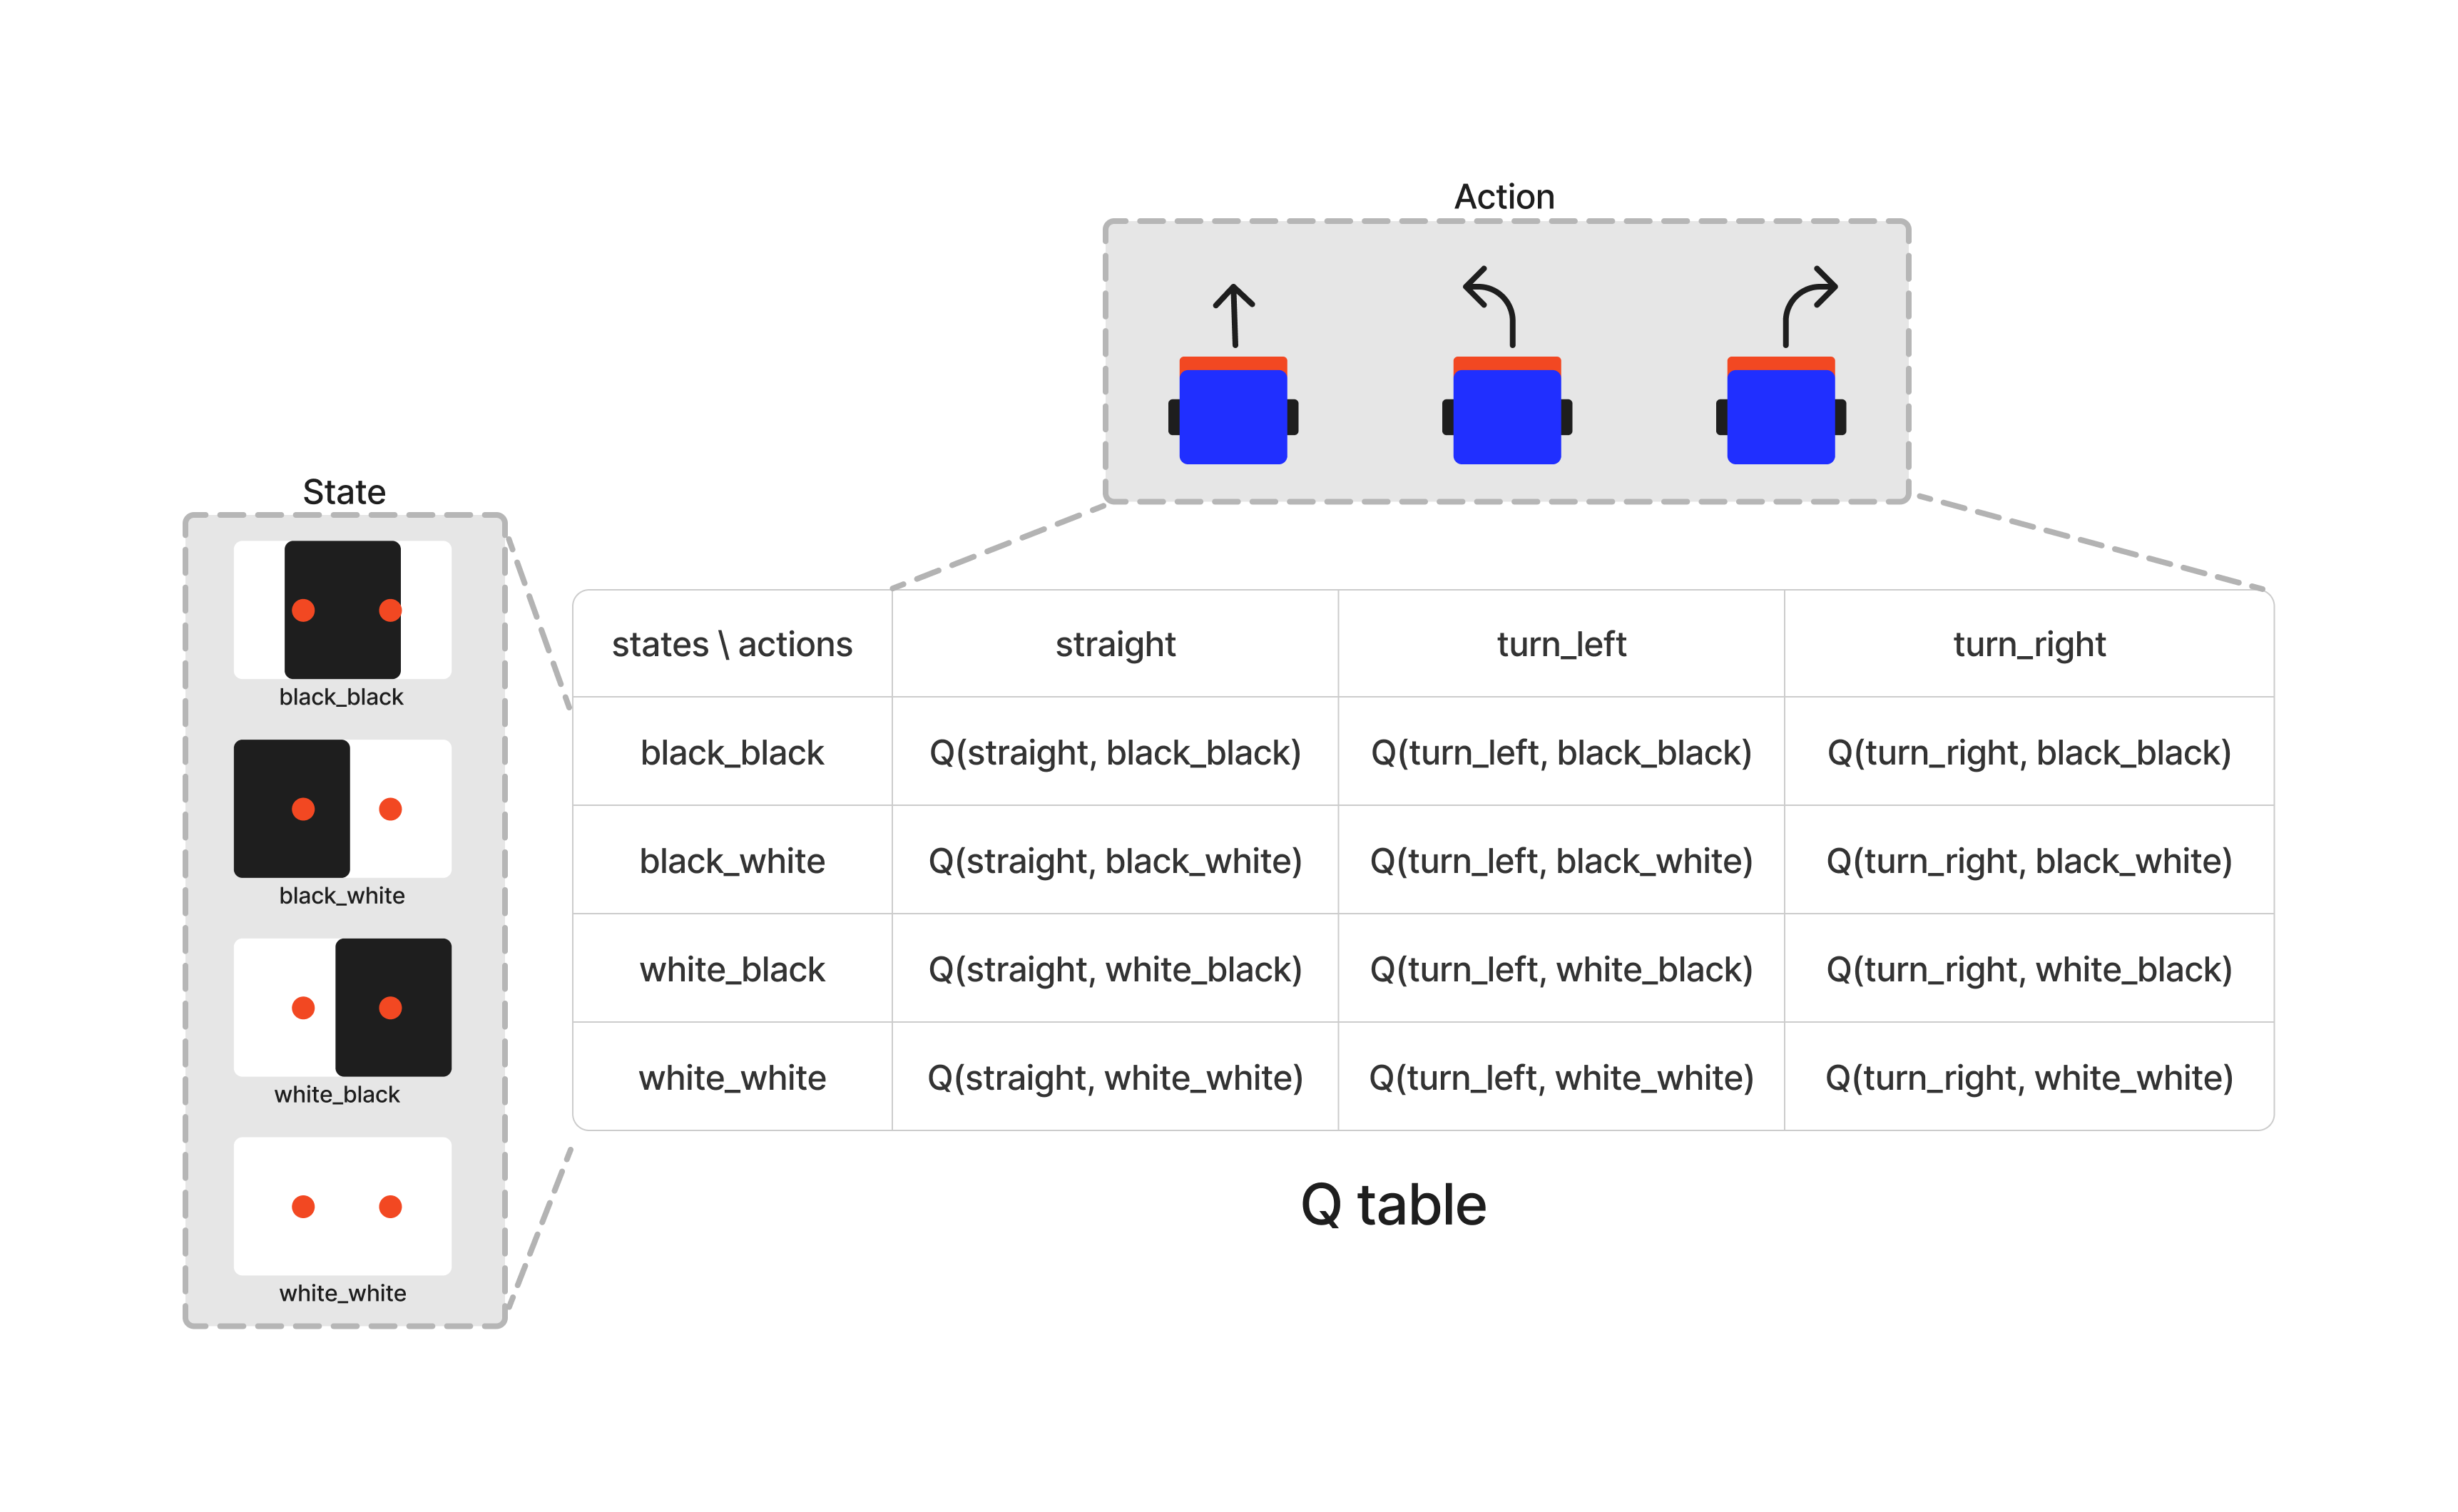 Action
State
black_black
black_white
white_black
white_white
states \ actions straight turn_left turn_right
black_black Q(straight, black_black) Q(turn_left, black_black) Q(turn_right, black_black)
black_white Q(straight, black_white) Q(turn_left, black_white) Q(turn_right, black_white)
white_black Q(straight, white_black) Q(turn_left, white_black) Q(turn_right, white_black)
white_white Q(straight, white_white) Q(turn_left, white_white) Q(turn_right, white_white)
Q table